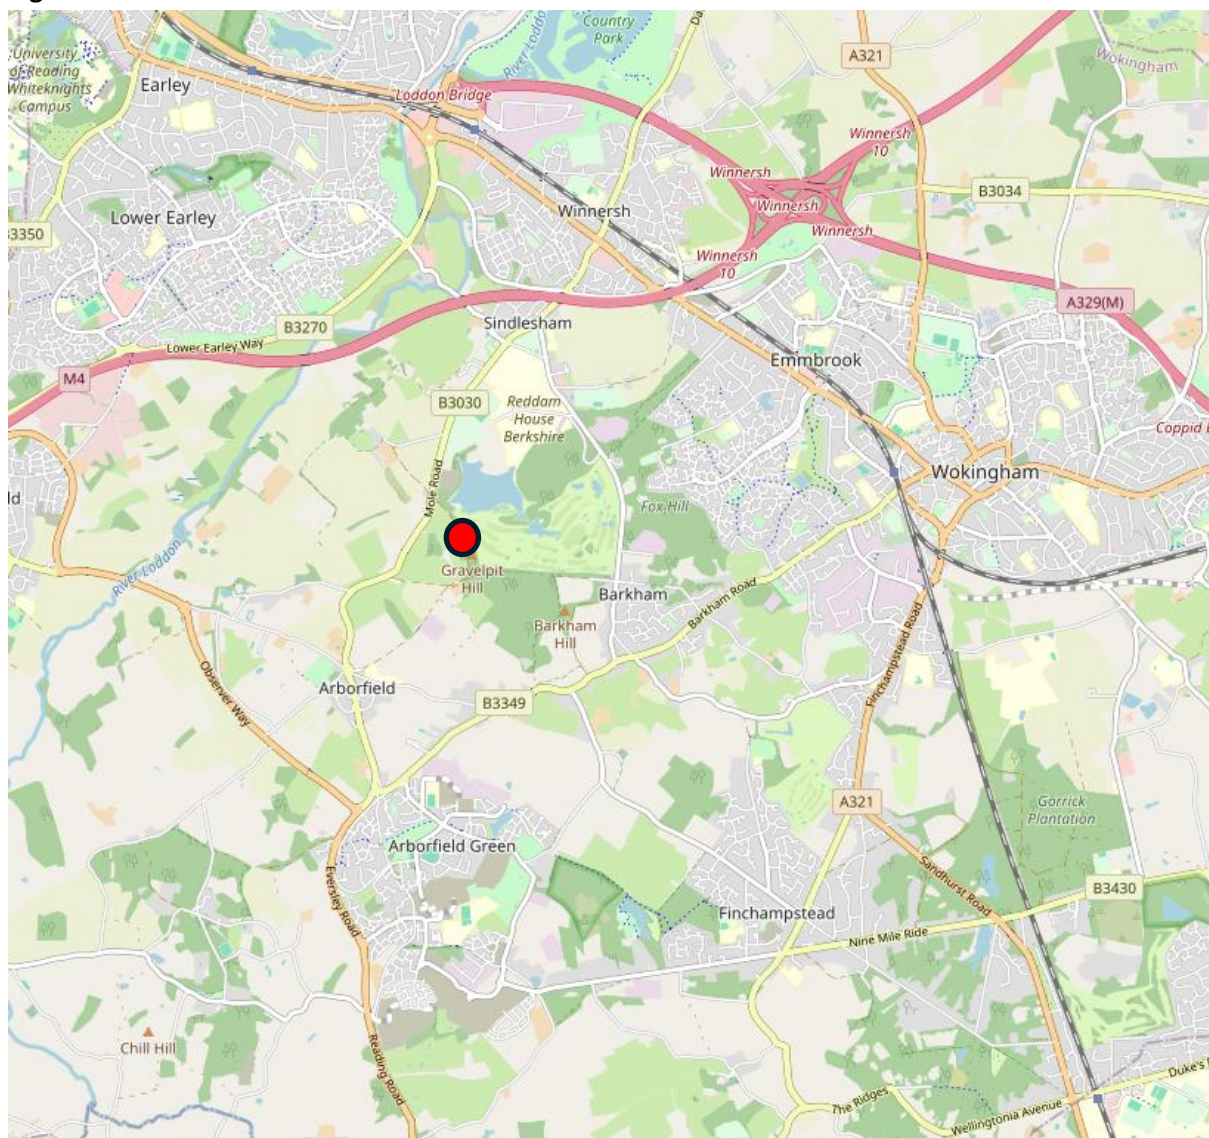 Country
Park
River Loddon
A321
Wokingham
University
of Reading
Whiteknights
Campus
Earley
Loddon Bridge
Winnersh
10
Winnersh
B3034
Lower Earley
Winnersh
Winnersh
B3350
Winnersh
Winnersh
10
A329(M)
B3270
Sindlesham
Lower Earley Way
Emmbrook
M4
B3030
Reddam
House
Berkshire
Coppid
Mole Road
Wokingham
Fox Hill
River Loddon
Gravelpit
Hill
Barkham
Barkham Road
Barkham
Hill
Finchampstead Road
Observer Way
Arborfield
B3349
A321
Gorrick
Plantation
Arborfield Green
Eversley Road
Sandhurst Road
B3430
Finchampstead
Nine Mile Ride
Chill Hill
Reading Road
Duke's
The Ridges
Wellingtonia Avenue